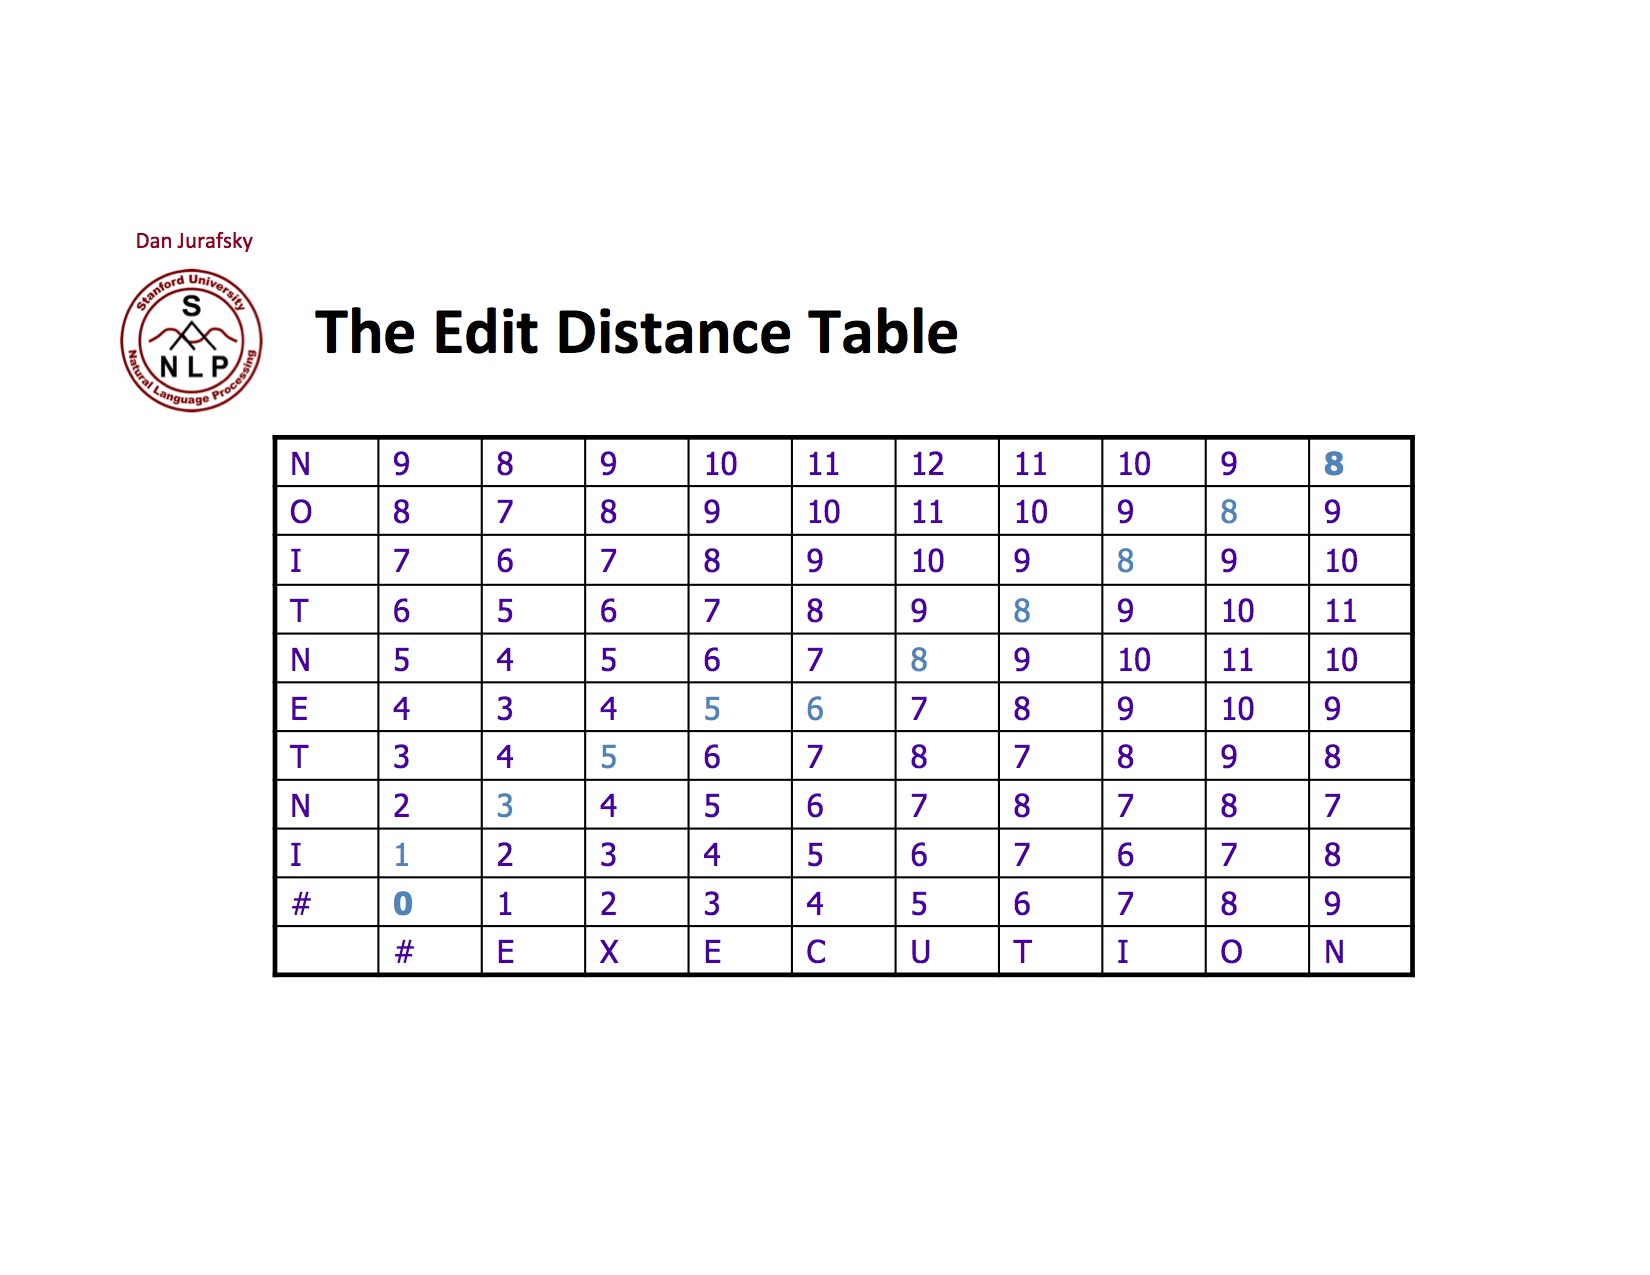 Dan Jurafsky
Stanford University
S
NLP
Natural Language Processing
The Edit Distance Table
N 9 8 9 10 11 12 11 10 9 8
O 8 7 8 9 10 11 10 9 8 9
I 7 6 7 8 9 10 9 8 9 10
T 6 5 6 7 8 9 8 9 10 11
N 5 4 5 6 7 8 9 10 11 10
E 4 3 4 5 6 7 8 9 10 9
T 3 4 5 6 7 8 7 8 9 8
N 2 3 4 5 6 7 8 7 8 7
I 1 2 3 4 5 6 7 6 7 8
# 0 1 2 3 4 5 6 7 8 9
# E X E C U T I O N